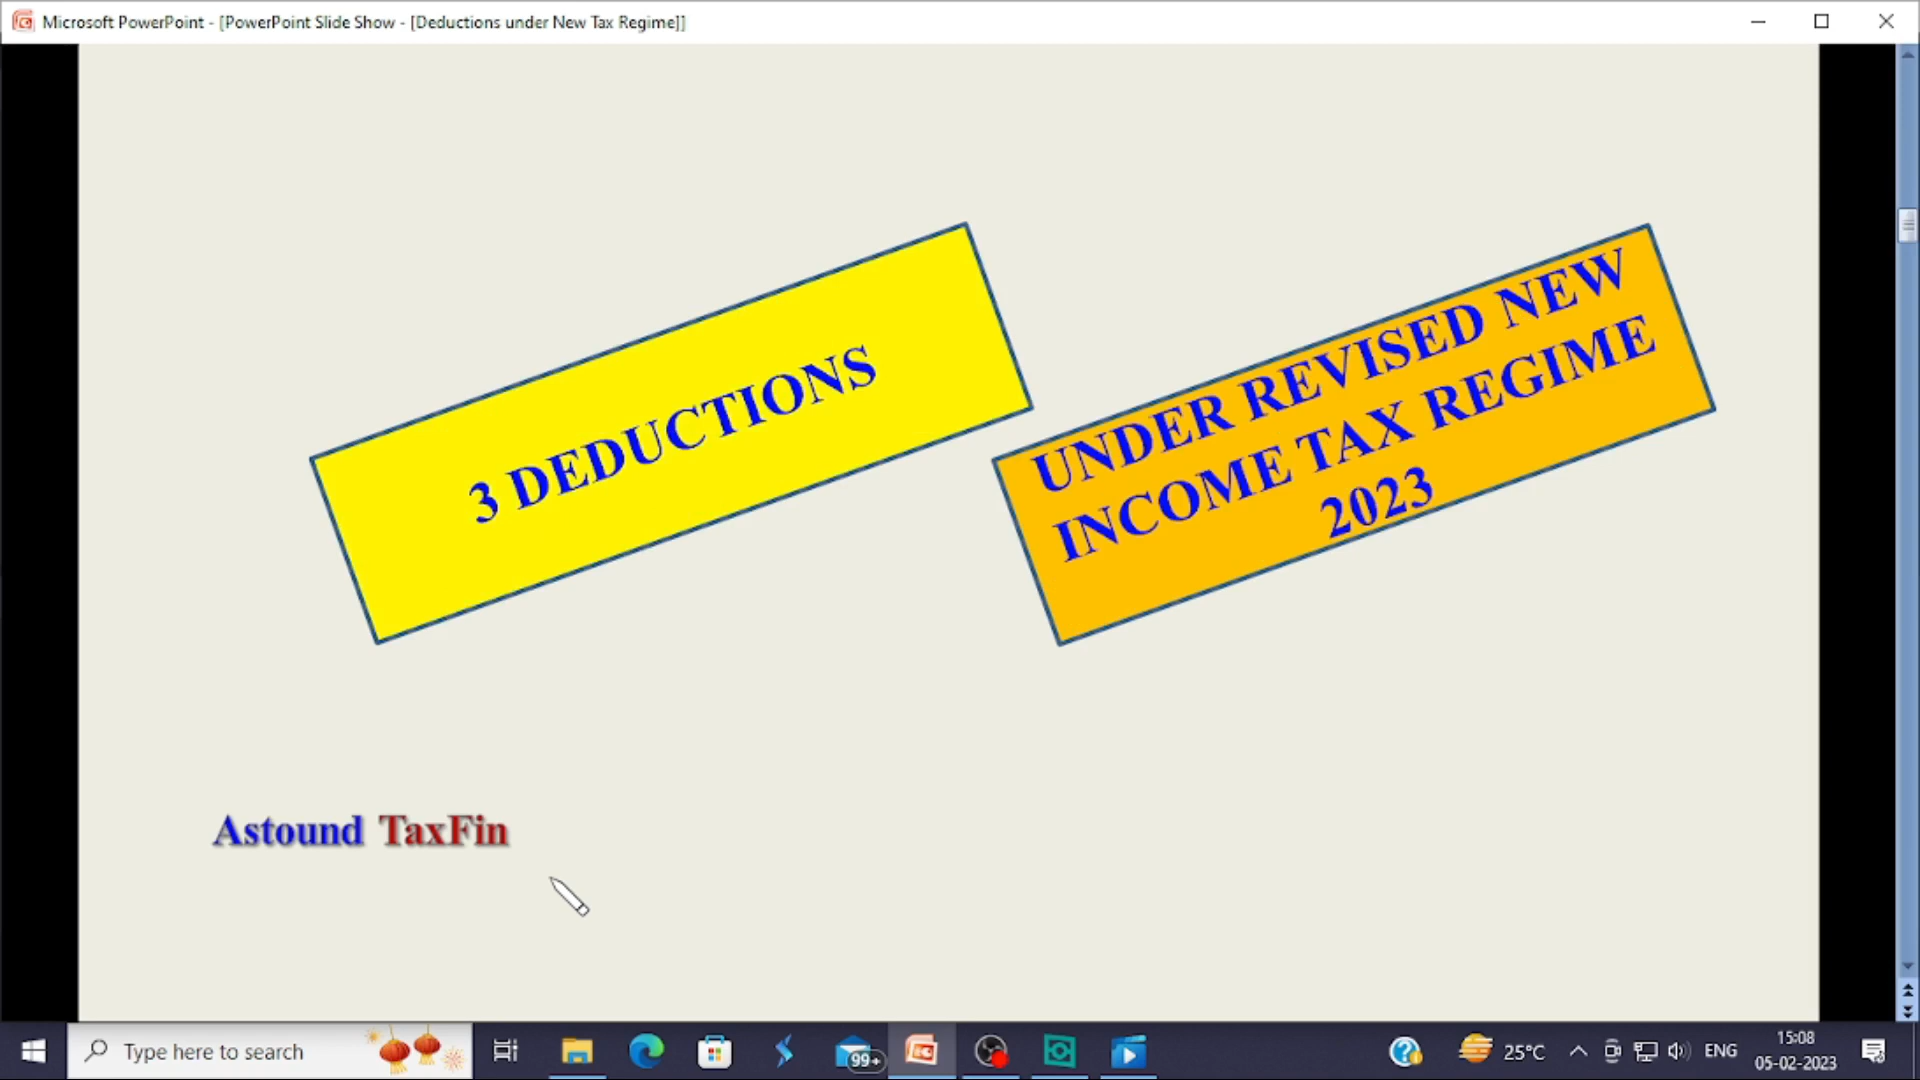 Microsoft PowerPoint - [PowerPoint Slide Show - [Deductions under New Tax Regime]]
3 DEDUCTIONS
UNDER REVISED NEW
INCOME TAX REGIME
2023
Astound TaxFin
Type here to search
99+
25°C
ENG
15:08
05-02-2023